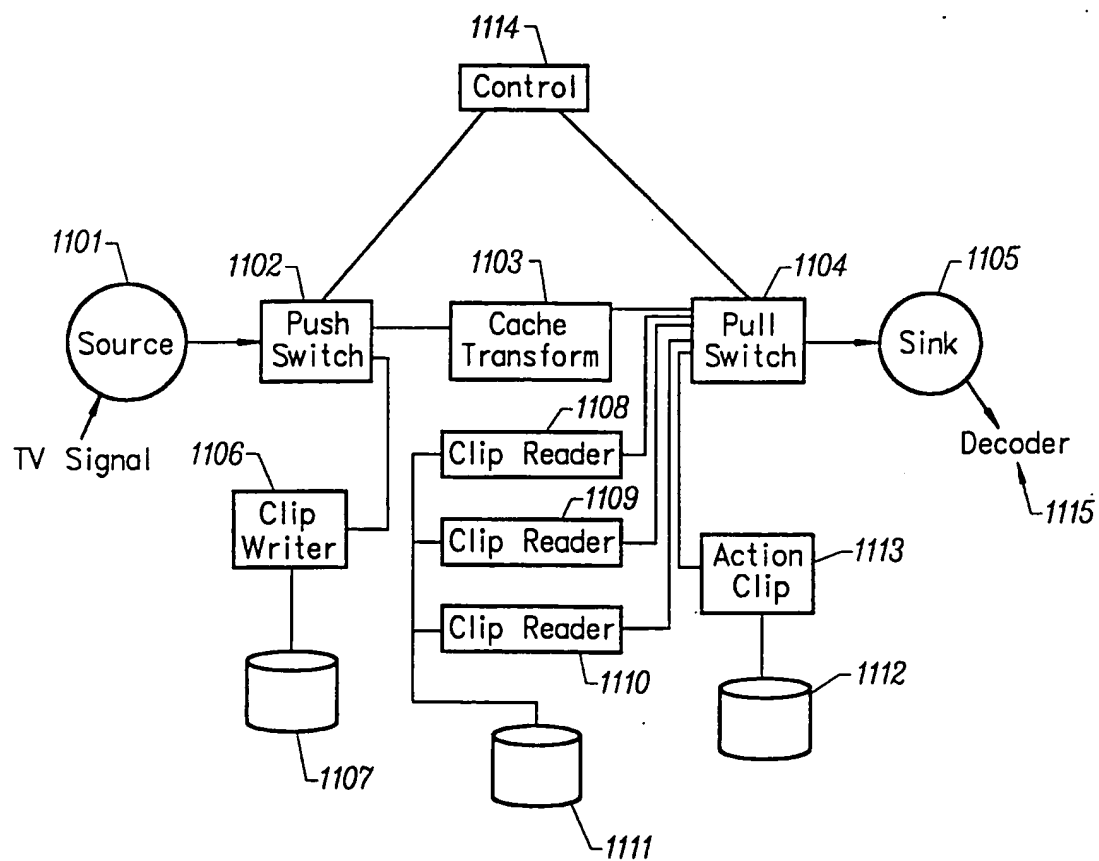 1114
Control
1101
1102
1103
1104
1105
Source
Push
Switch
Cache
Transform
Pull
Switch
Sink
TV Signal
1108
Clip Reader
Decoder
1106
1109
1115
Clip
Writer
Clip Reader
Action
Clip
1113
Clip Reader
1110
1112
1107
1111